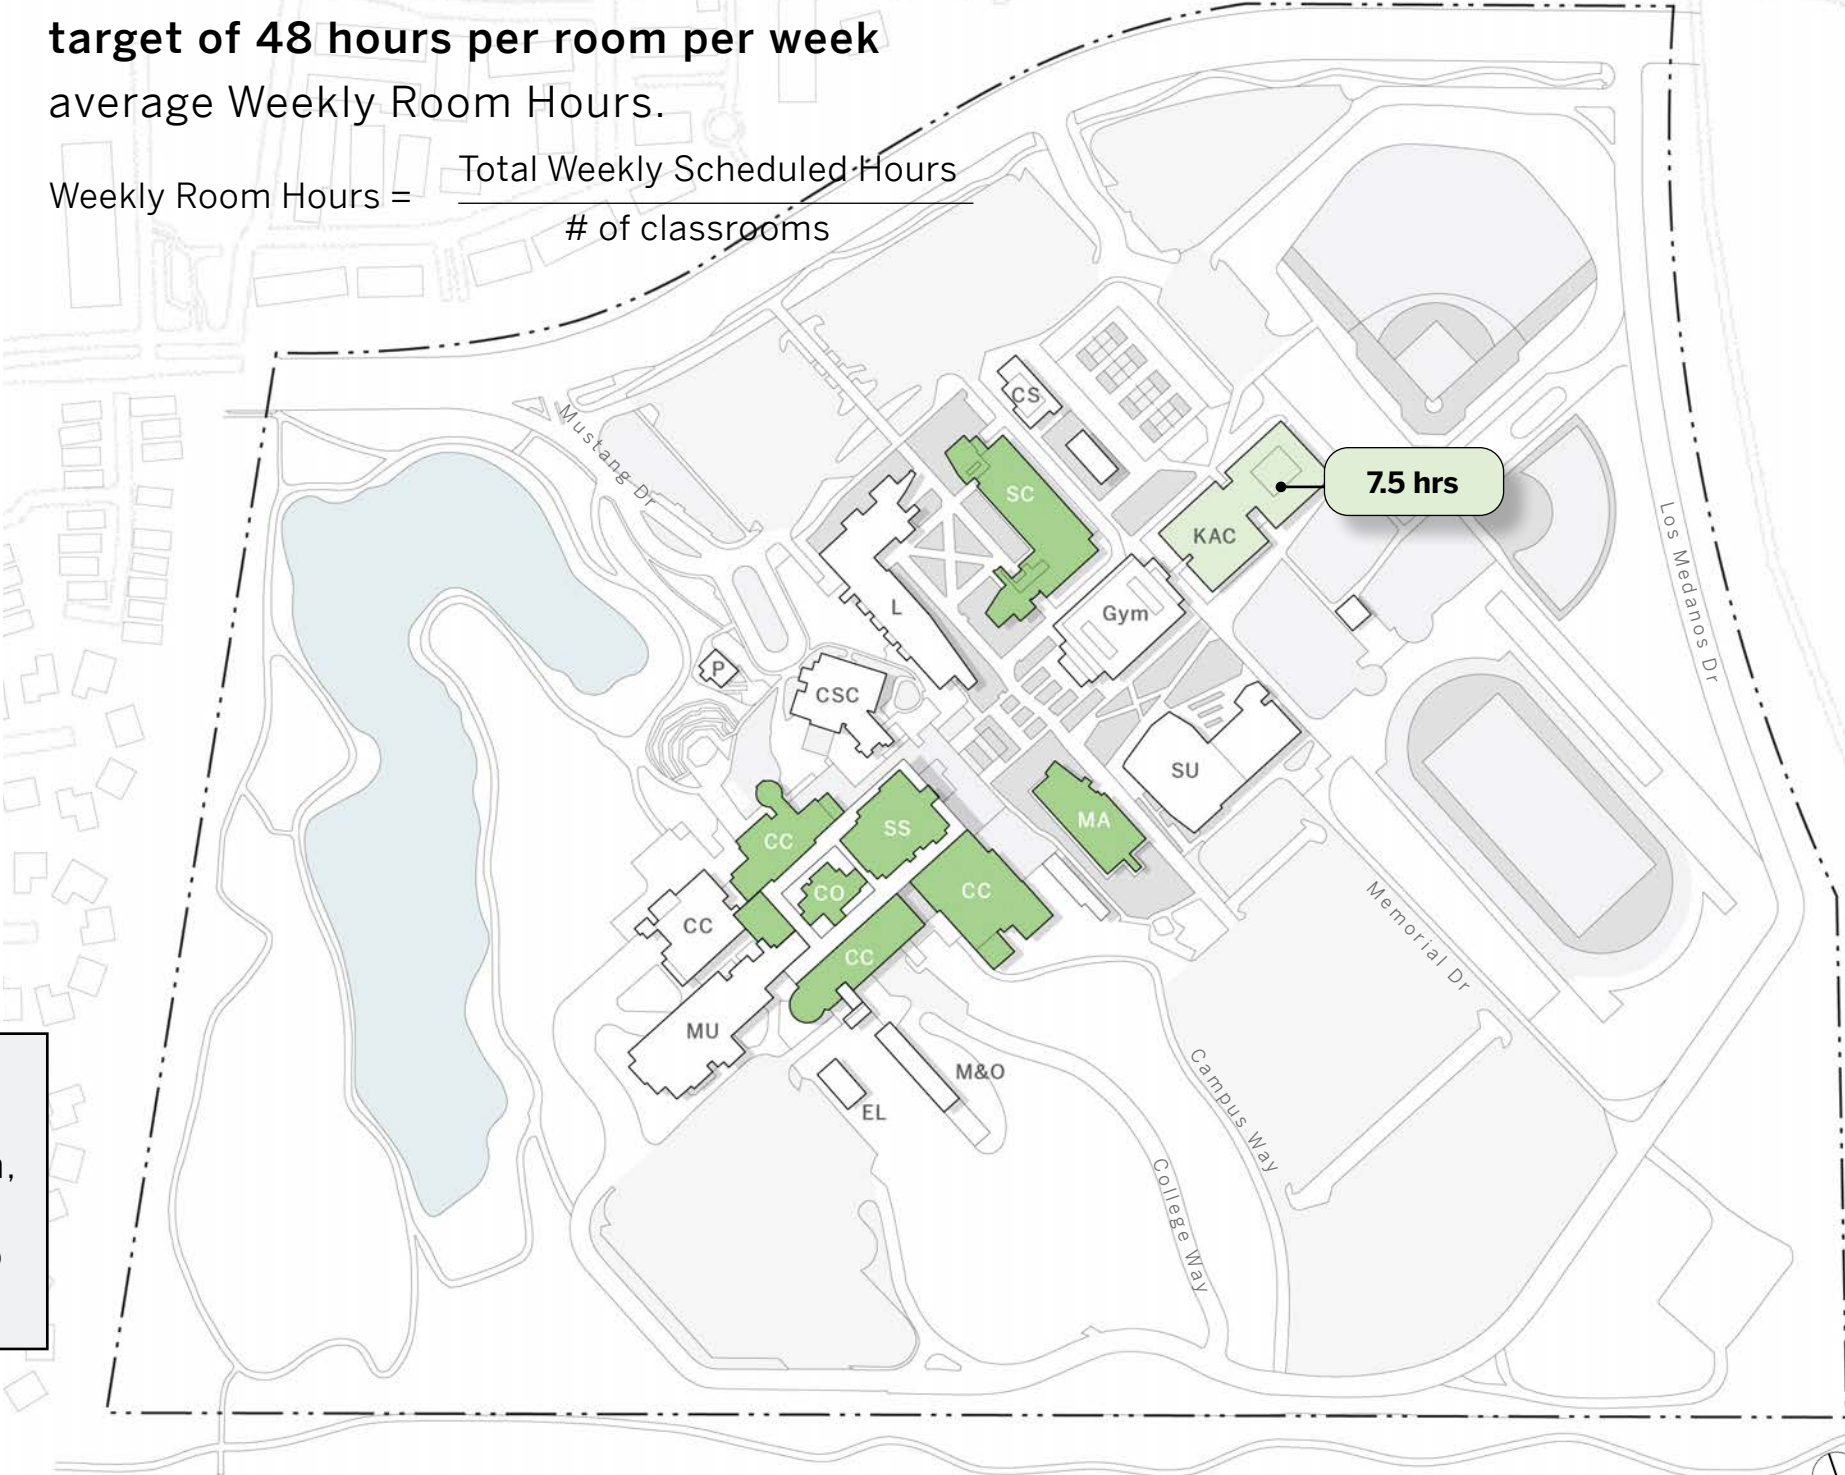 target of 48 hours per room per week
average Weekly Room Hours.
Weekly Room Hours =
Total Weekly Scheduled Hours
# of classrooms
Mustang Dr
CS
SC
7.5 hrs
KAC
Los Medanos Dr
L
Gym
P
CSC
SU
CC
SS
MA
CO
CC
CC
CC
Memorial Dr
MU
M&O
EL
Campus Way
College Way